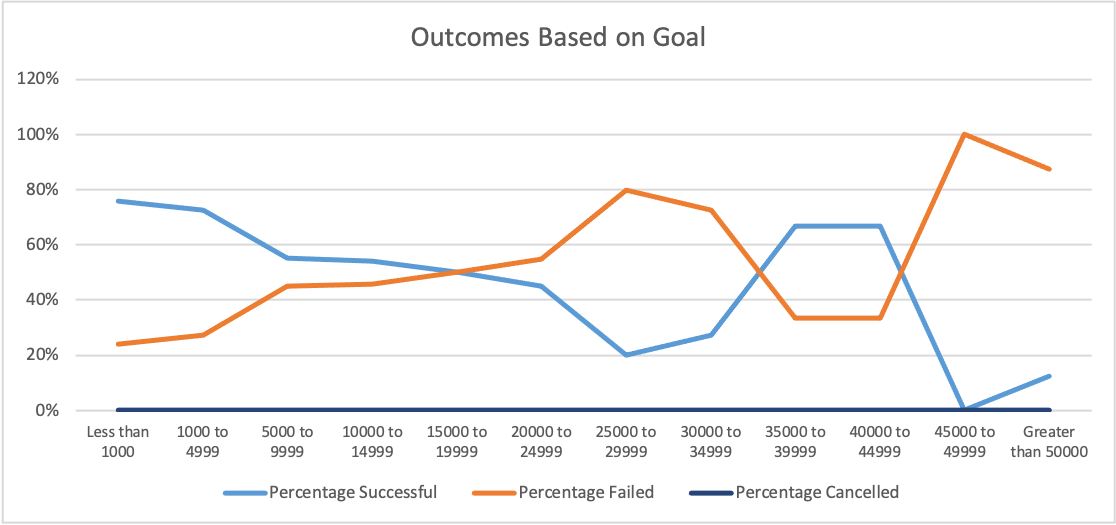 Outcomes Based on Goal
120%
100%
80%
60%
40%
20%
0%
Less than 1000
1000 to 4999
5000 to 9999
10000 to 14999
15000 to 19999
20000 to 24999
25000 to 29999
30000 to 34999
35000 to 39999
40000 to 44999
45000 to 49999
Greater than 50000
Percentage Successful
Percentage Failed
Percentage Cancelled